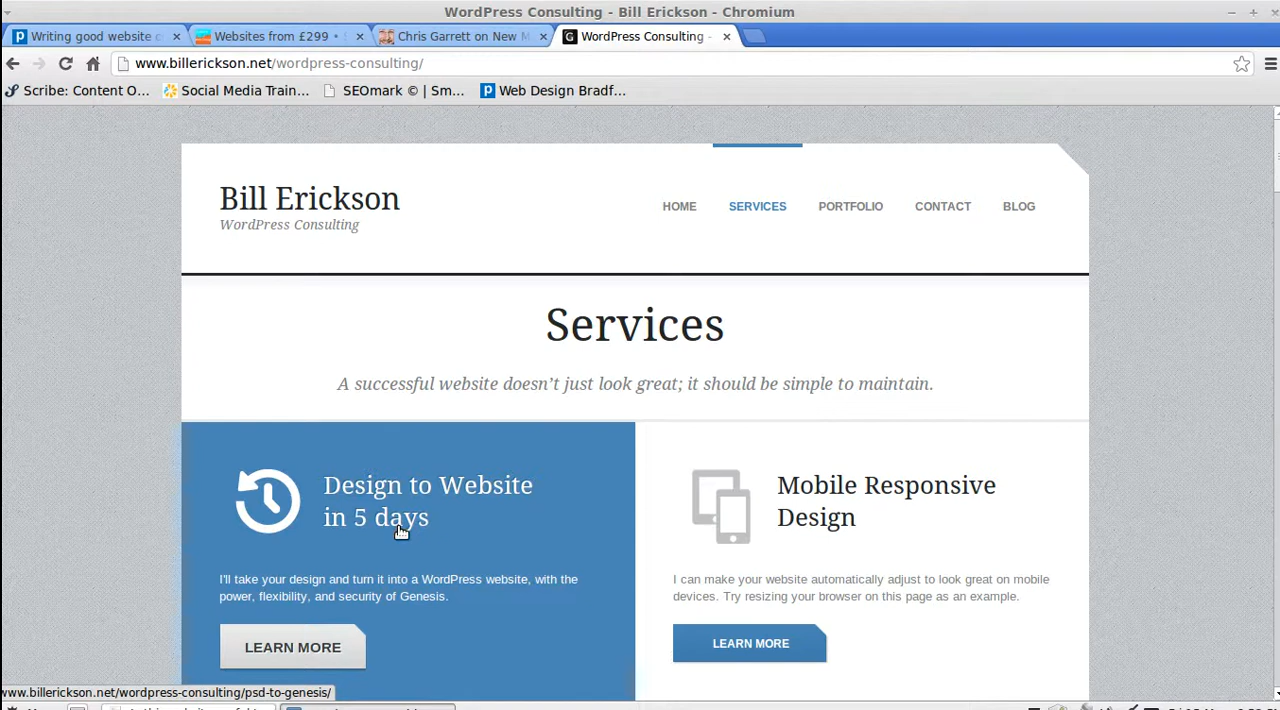 WordPress Consulting - Bill Erickson - Chromium
Writing good website c
Websites from £299 •
Chris Garrett on New M
WordPress Consulting -
www.billerickson.net/wordpress-consulting/
Scribe: Content O...
Social Media Train...
SEOmark © | Sm...
Web Design Bradf...
Bill Erickson
WordPress Consulting
HOME
SERVICES
PORTFOLIO
CONTACT
BLOG
Services
A successful website doesn't just look great; it should be simple to maintain.
Design to Website
in 5 days
I'll take your design and turn it into a WordPress website, with the
power, flexibility, and security of Genesis.
LEARN MORE
Mobile Responsive
Design
I can make your website automatically adjust to look great on mobile
devices. Try resizing your browser on this page as an example.
LEARN MORE
www.billerickson.net/wordpress-consulting/psd-to-genesis/